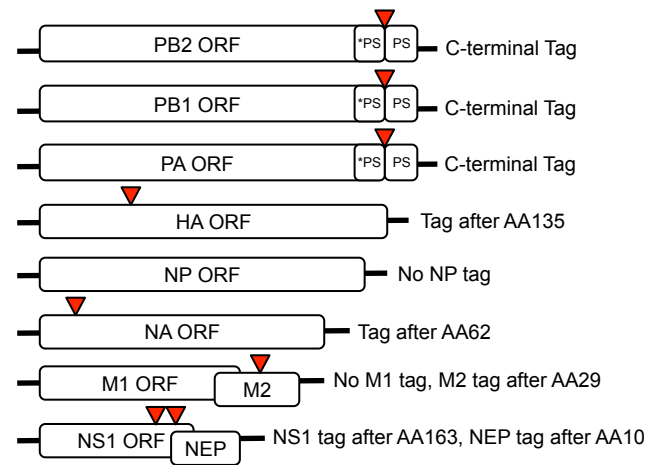 PB2 ORF *PS PS C-terminal Tag
PB1 ORF *PS PS C-terminal Tag
PA ORF *PS PS C-terminal Tag
HA ORF Tag after AA135
NP ORF No NP tag
NA ORF Tag after AA62
M1 ORF M2 No M1 tag, M2 tag after AA29
NS1 ORF NEP NS1 tag after AA163, NEP tag after AA10